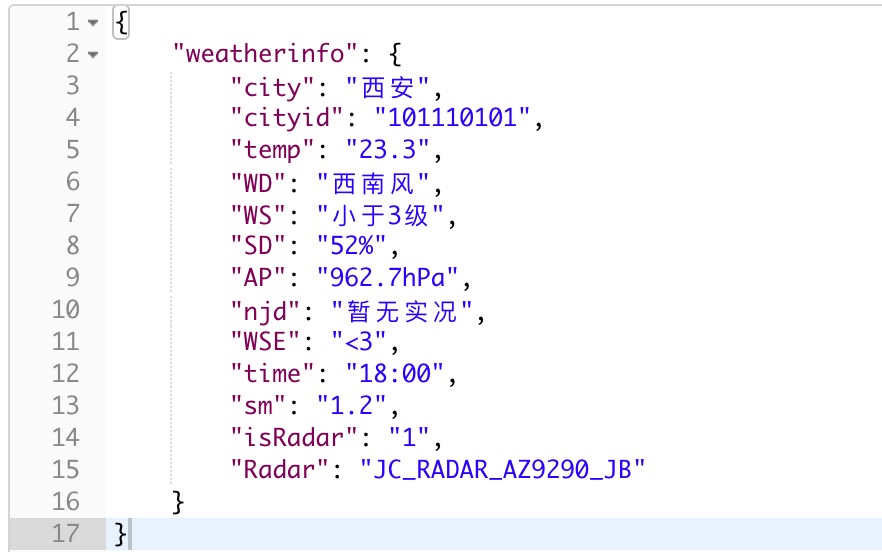 1 {
2     "weatherinfo": {
3         "city": "西安",
4         "cityid": "101110101",
5         "temp": "23.3",
6         "WD": "西南风",
7         "WS": "小于3级",
8         "SD": "52%",
9         "AP": "962.7hPa",
10         "njd": "暂无实况",
11         "WSE": "<3",
12         "time": "18:00",
13         "sm": "1.2",
14         "isRadar": "1",
15         "Radar": "JC_RADAR_AZ9290_JB"
16     }
17 }